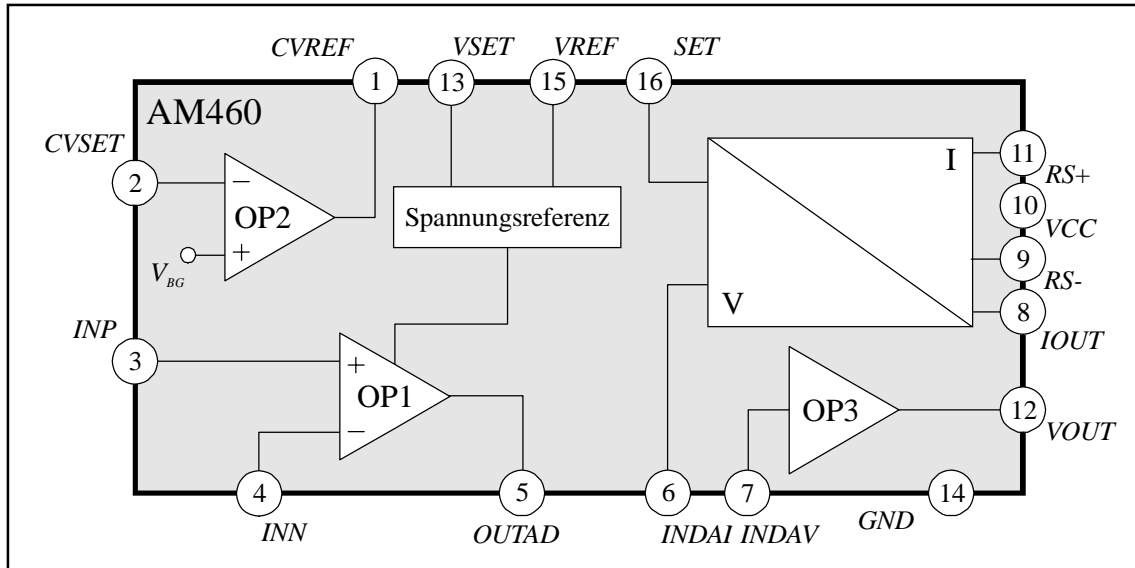 CVREF VSET VREF SET
1 13 15 16
AM460
CVSET
2
−
OP2
+
V_BG
Spannungsreferenz
I
V
11
RS+
10
VCC
9
RS-
8
IOUT
INP
3
+
OP1
−
OP3
12
VOUT
4 5 6 7 14
INN OUTAD INDAI INDAV GND